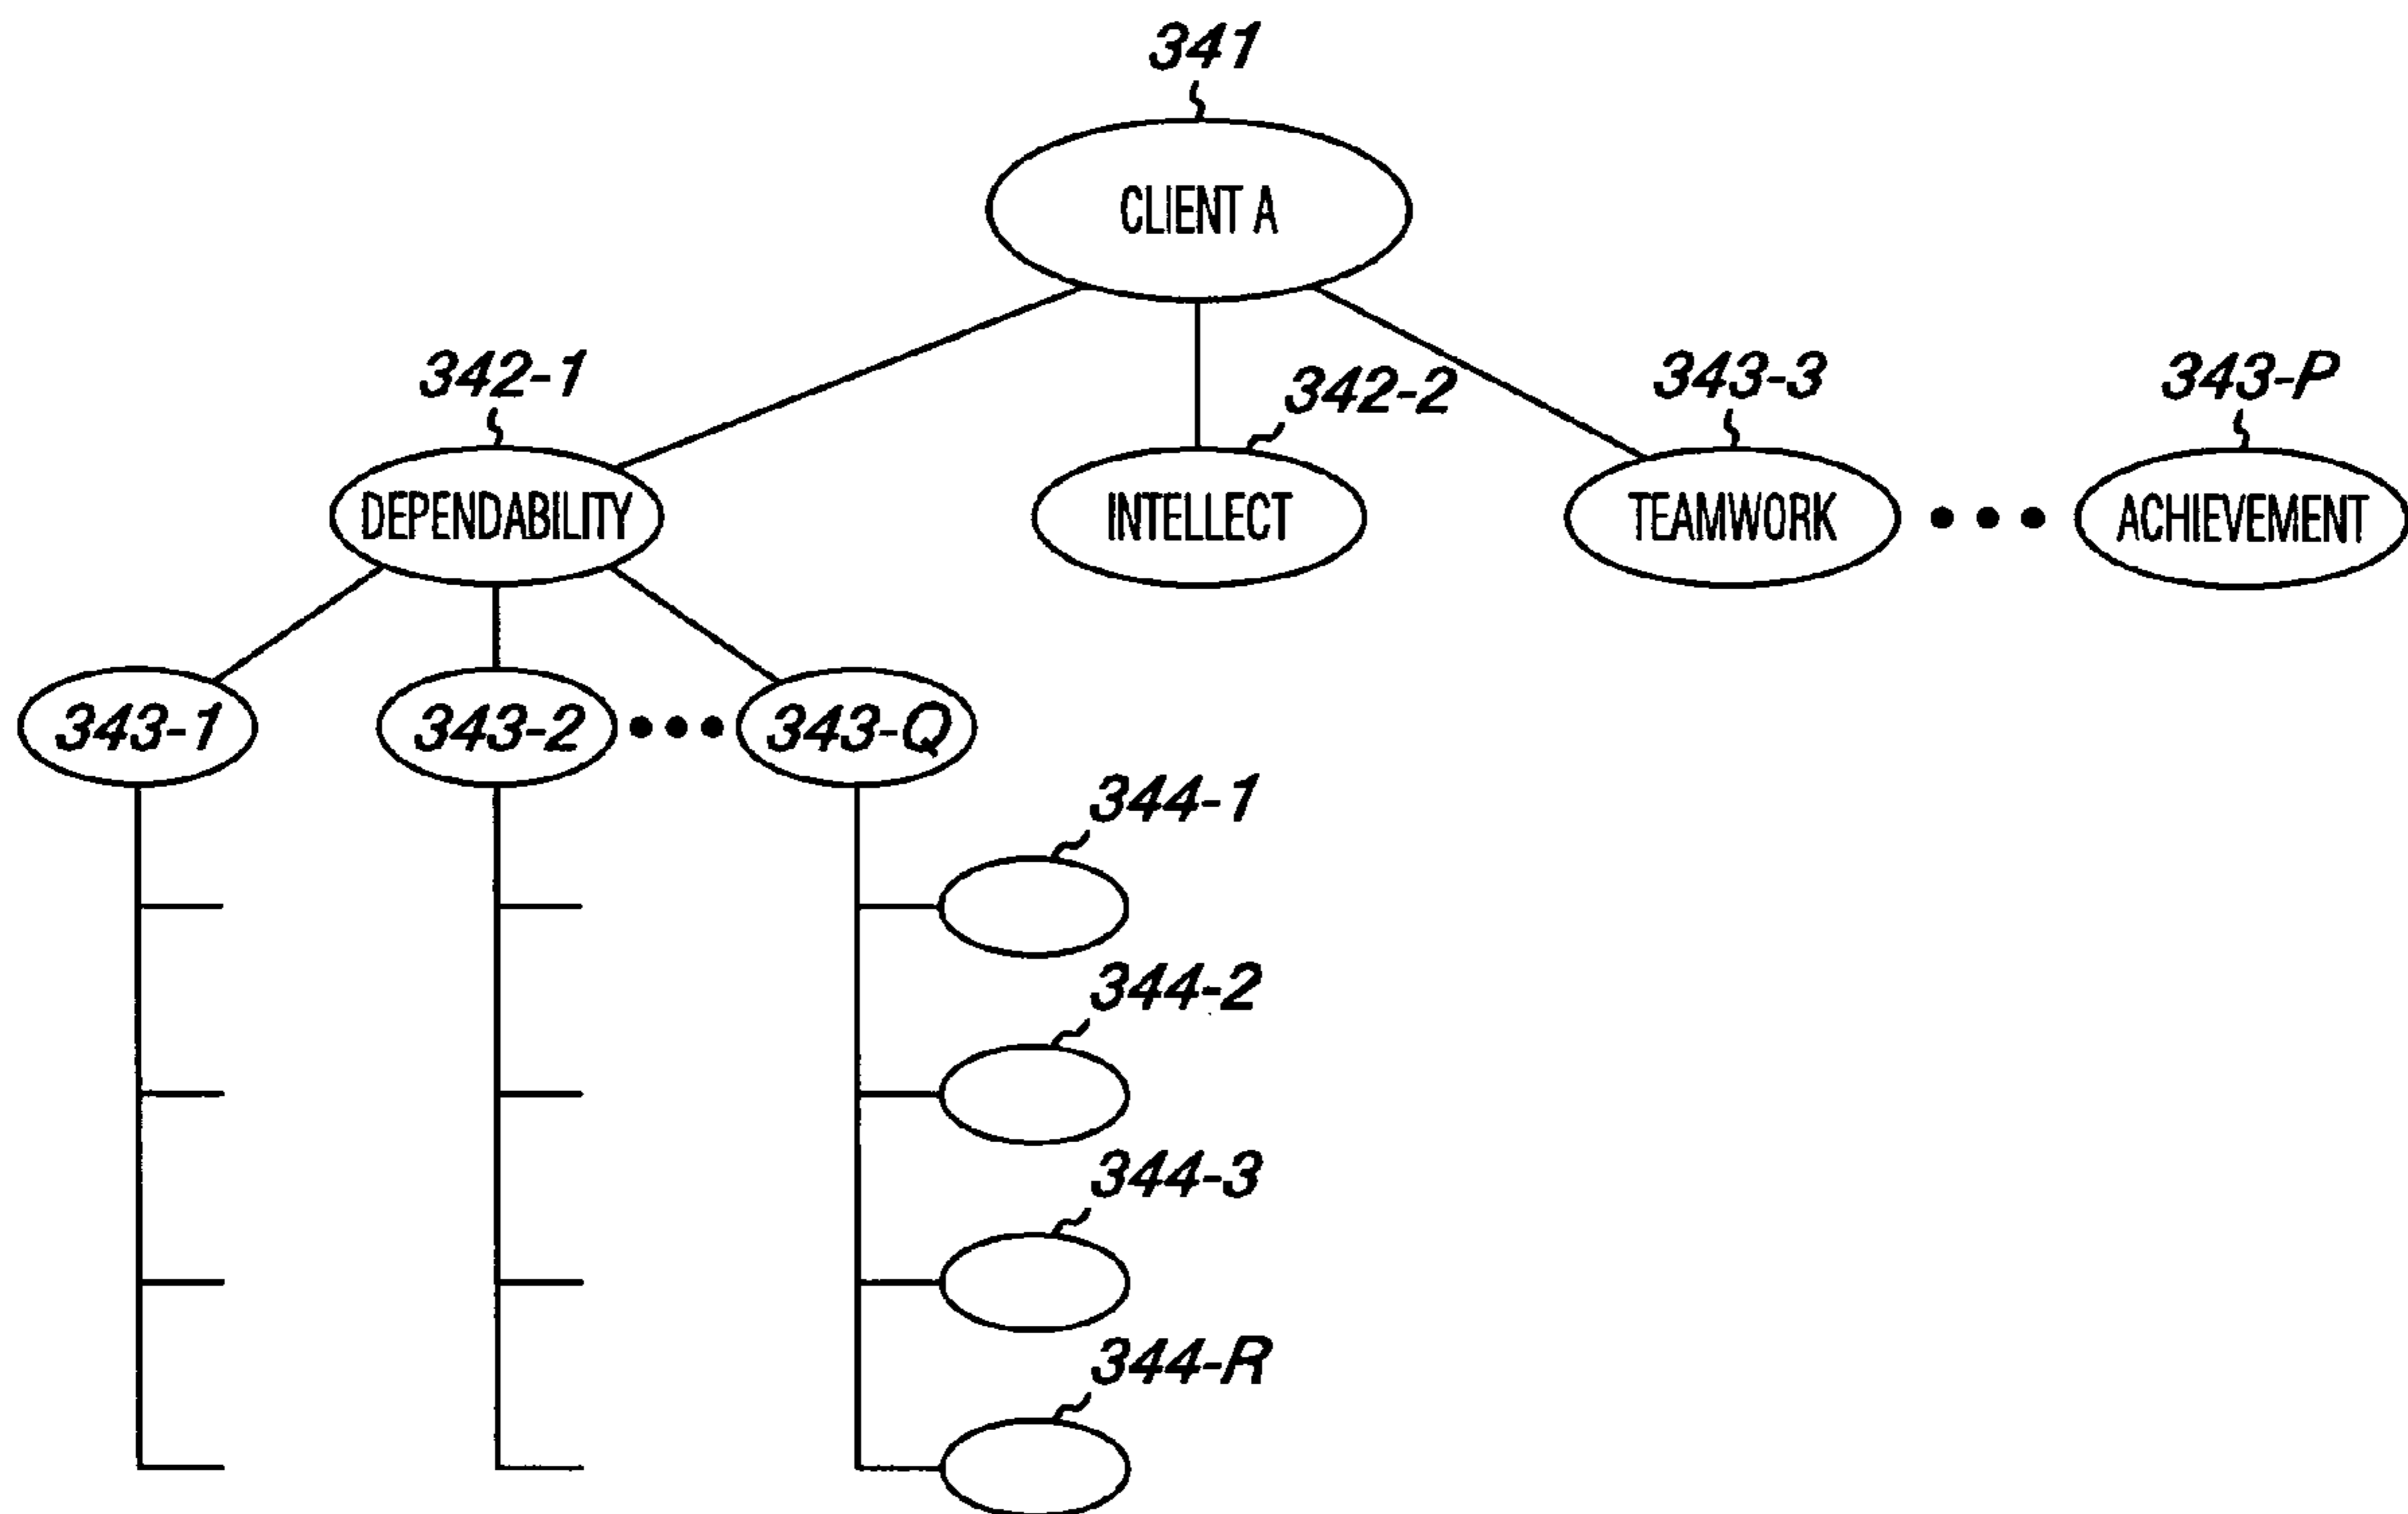 341
CLIENT A
342-1
342-2
343-3
343-P
DEPENDABILITY
INTELLECT
TEAMWORK
ACHIEVEMENT
343-1
343-2
343-Q
344-1
344-2
344-3
344-R